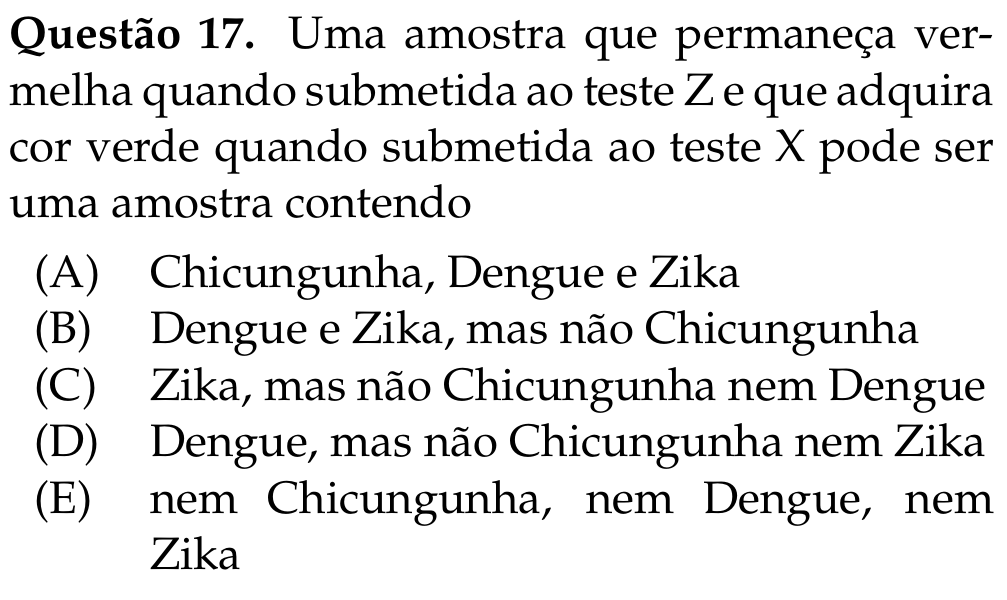 Questão 17. Uma amostra que permaneça ver-
melha quando submetida ao teste Z e que adquira
cor verde quando submetida ao teste X pode ser
uma amostra contendo
(A) Chicungunha, Dengue e Zika
(B) Dengue e Zika, mas não Chicungunha
(C) Zika, mas não Chicungunha nem Dengue
(D) Dengue, mas não Chicungunha nem Zika
(E) nem Chicungunha, nem Dengue, nem
Zika